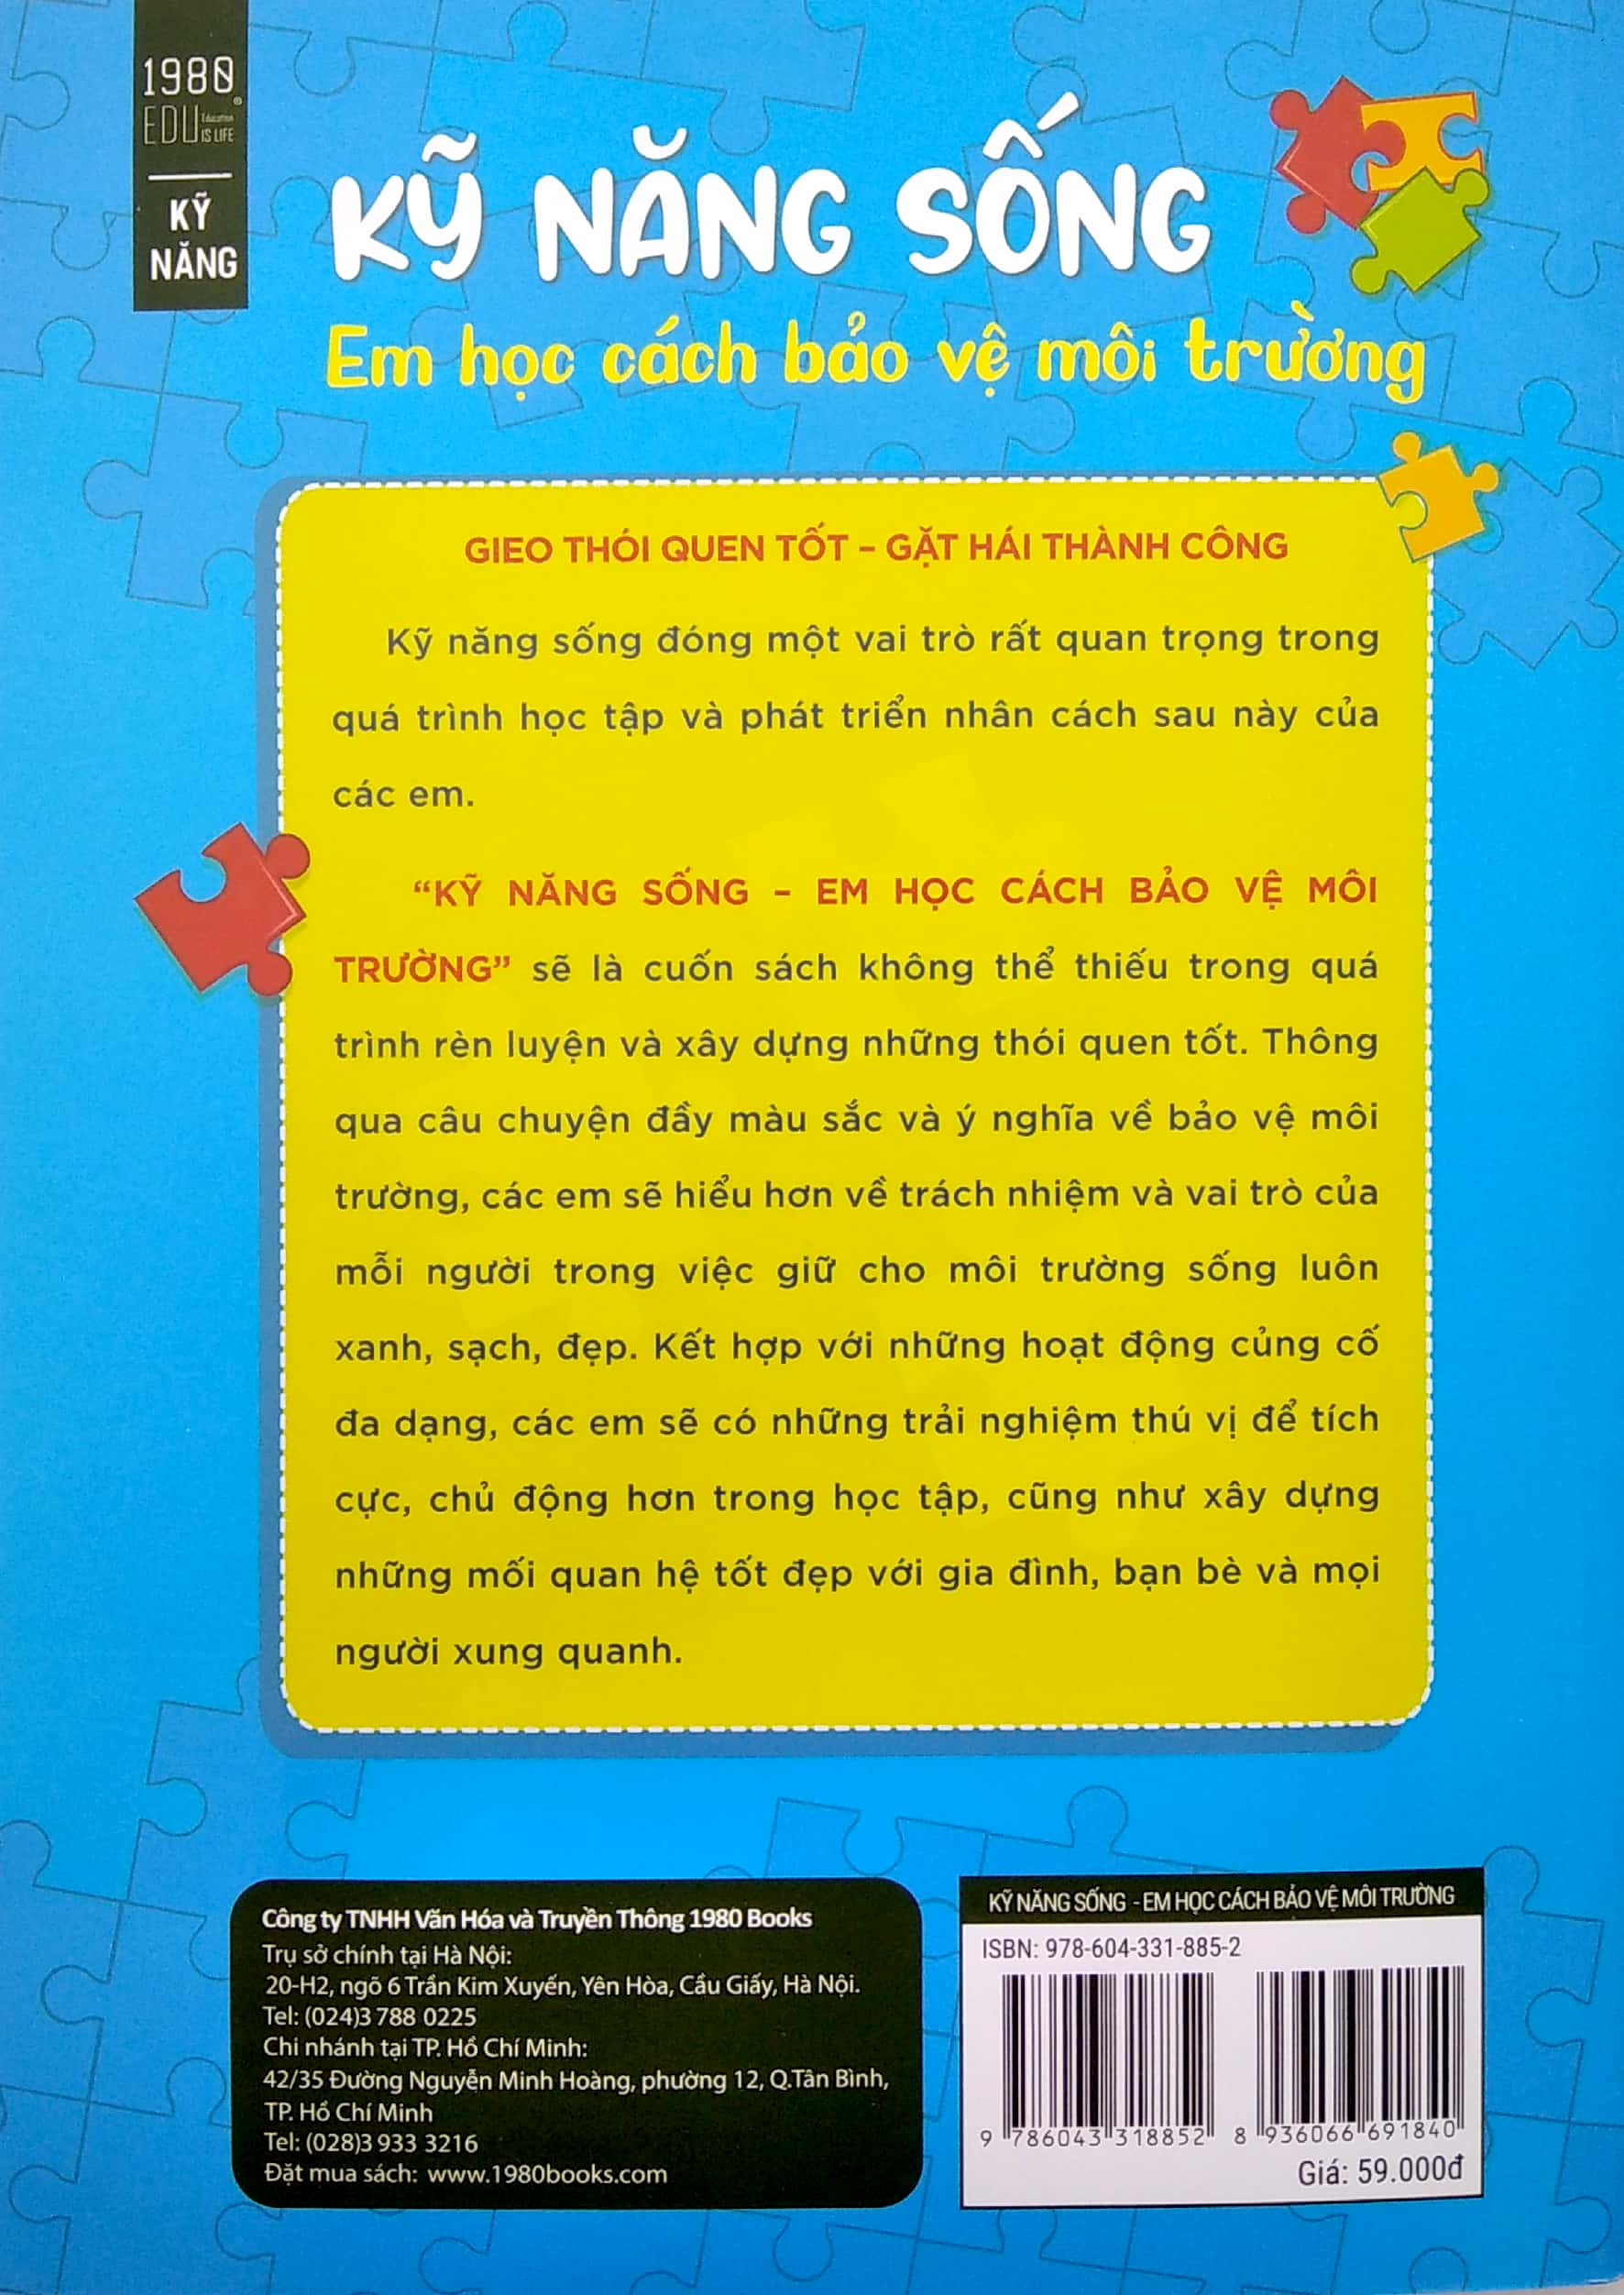 1980
EDU Education IS LIFE
KỸ
NĂNG
KỸ NĂNG SỐNG
Em học cách bảo vệ môi trường
GIEO THÓI QUEN TỐT – GẶT HÁI THÀNH CÔNG
Kỹ năng sống đóng một vai trò rất quan trọng trong
quá trình học tập và phát triển nhân cách sau này của
các em.
“KỸ NĂNG SỐNG – EM HỌC CÁCH BẢO VỆ MÔI
TRƯỜNG” sẽ là cuốn sách không thể thiếu trong quá
trình rèn luyện và xây dựng những thói quen tốt. Thông
qua câu chuyện đầy màu sắc và ý nghĩa về bảo vệ môi
trường, các em sẽ hiểu hơn về trách nhiệm và vai trò của
mỗi người trong việc giữ cho môi trường sống luôn
xanh, sạch, đẹp. Kết hợp với những hoạt động củng cố
đa dạng, các em sẽ có những trải nghiệm thú vị để tích
cực, chủ động hơn trong học tập, cũng như xây dựng
những mối quan hệ tốt đẹp với gia đình, bạn bè và mọi
người xung quanh.
Công ty TNHH Văn Hóa và Truyền Thông 1980 Books
Trụ sở chính tại Hà Nội:
20-H2, ngõ 6 Trần Kim Xuyến, Yên Hòa, Cầu Giấy, Hà Nội.
Tel: (024)3 788 0225
Chi nhánh tại TP. Hồ Chí Minh:
42/35 Đường Nguyễn Minh Hoàng, phường 12, Q.Tân Bình,
TP. Hồ Chí Minh
Tel: (028)3 933 3216
Đặt mua sách: www.1980books.com
KỸ NĂNG SỐNG - EM HỌC CÁCH BẢO VỆ MÔI TRƯỜNG
ISBN: 978-604-331-885-2
9 786043 318852
8 936066 691840
Giá: 59.000đ